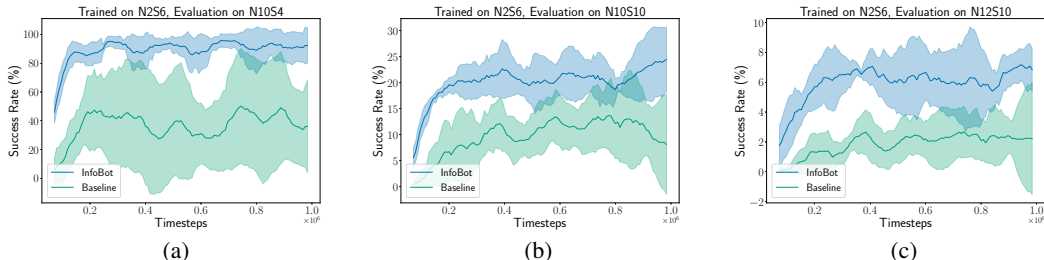 Trained on N2S6, Evaluation on N10S4
Success Rate (%)
100
80
60
40
20
0
InfoBot
Baseline
0.2
0.4
0.6
0.8
1.0
×10⁶
Timesteps
(a)
Trained on N2S6, Evaluation on N10S10
Success Rate (%)
30
25
20
15
10
5
0
InfoBot
Baseline
0.2
0.4
0.6
0.8
1.0
×10⁶
Timesteps
(b)
Trained on N2S6, Evaluation on N12S10
Success Rate (%)
10
8
6
4
2
0
−2
InfoBot
Baseline
0.2
0.4
0.6
0.8
1.0
×10⁶
Timesteps
(c)